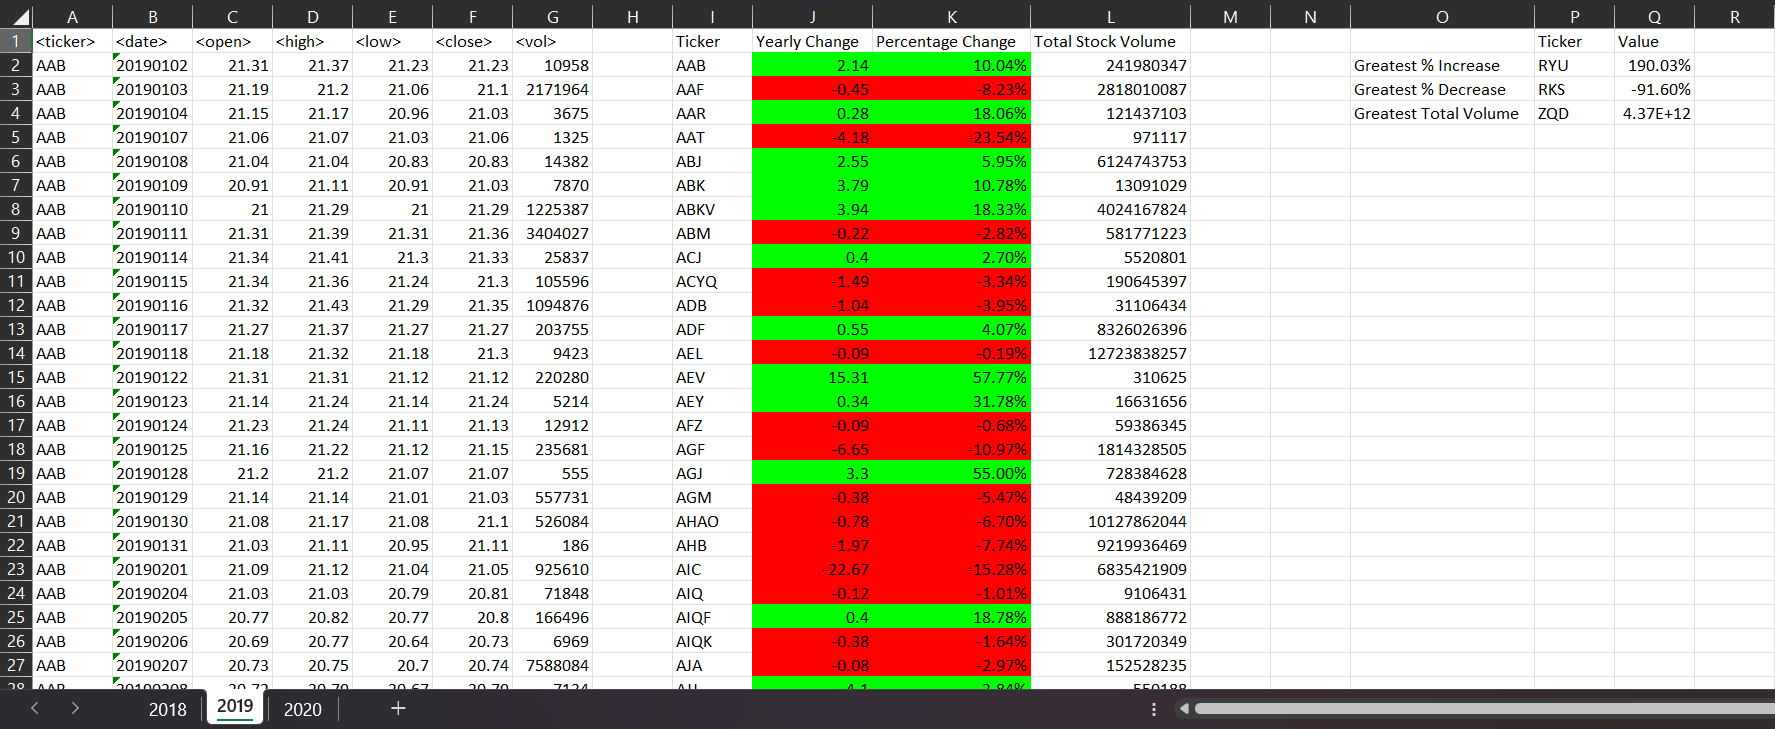 A B C D E F G H I J K L M N O P Q R
1 <ticker> <date> <open> <high> <low> <close> <vol> Ticker Yearly Change Percentage Change Total Stock Volume Ticker Value
2 AAB 20190102 21.31 21.37 21.23 21.23 10958 AAB 2.14 10.04% 241980347 Greatest % Increase RYU 190.03%
3 AAB 20190103 21.19 21.2 21.06 21.1 2171964 AAF -0.45 -8.23% 2818010087 Greatest % Decrease RKS -91.60%
4 AAB 20190104 21.15 21.17 20.96 21.03 3675 AAR 0.28 18.06% 121437103 Greatest Total Volume ZQD 4.37E+12
5 AAB 20190107 21.06 21.07 21.03 21.06 1325 AAT -4.18 -23.54% 971117
6 AAB 20190108 21.04 21.04 20.83 20.83 14382 ABJ 2.55 5.95% 6124743753
7 AAB 20190109 20.91 21.11 20.91 21.03 7870 ABK 3.79 10.78% 13091029
8 AAB 20190110 21 21.29 21 21.29 1225387 ABKV 3.94 18.33% 4024167824
9 AAB 20190111 21.31 21.39 21.31 21.36 3404027 ABM -0.22 -2.82% 581771223
10 AAB 20190114 21.34 21.41 21.3 21.33 25837 ACJ 0.4 2.70% 5520801
11 AAB 20190115 21.34 21.36 21.24 21.3 105596 ACYQ -1.49 -3.34% 190645397
12 AAB 20190116 21.32 21.43 21.29 21.35 1094876 ADB -1.04 -3.95% 31106434
13 AAB 20190117 21.27 21.37 21.27 21.27 203755 ADF 0.55 4.07% 8326026396
14 AAB 20190118 21.18 21.32 21.18 21.3 9423 AEL -0.09 -0.19% 12723838257
15 AAB 20190122 21.31 21.31 21.12 21.12 220280 AEV 15.31 57.77% 310625
16 AAB 20190123 21.14 21.24 21.14 21.24 5214 AEY 0.34 31.78% 16631656
17 AAB 20190124 21.23 21.24 21.11 21.13 12912 AFZ -0.09 -0.68% 59386345
18 AAB 20190125 21.16 21.22 21.12 21.15 235681 AGF -6.65 -10.97% 1814328505
19 AAB 20190128 21.2 21.2 21.07 21.07 555 AGJ 3.3 55.00% 728384628
20 AAB 20190129 21.14 21.14 21.01 21.03 557731 AGM -0.38 -5.47% 48439209
21 AAB 20190130 21.08 21.17 21.08 21.1 526084 AHAO -0.78 -6.70% 10127862044
22 AAB 20190131 21.03 21.11 20.95 21.11 186 AHB -1.97 -7.74% 9219936469
23 AAB 20190201 21.09 21.12 21.04 21.05 925610 AIC -22.67 -15.28% 6835421909
24 AAB 20190204 21.03 21.03 20.79 20.81 71848 AIQ -0.12 -1.01% 9106431
25 AAB 20190205 20.77 20.82 20.77 20.8 166496 AIQF 0.4 18.78% 888186772
26 AAB 20190206 20.69 20.77 20.64 20.73 6969 AIQK -0.38 -1.64% 301720349
27 AAB 20190207 20.73 20.75 20.7 20.74 7588084 AJA -0.08 -2.97% 152528235
28 AAB 20190208
2018 2019 2020